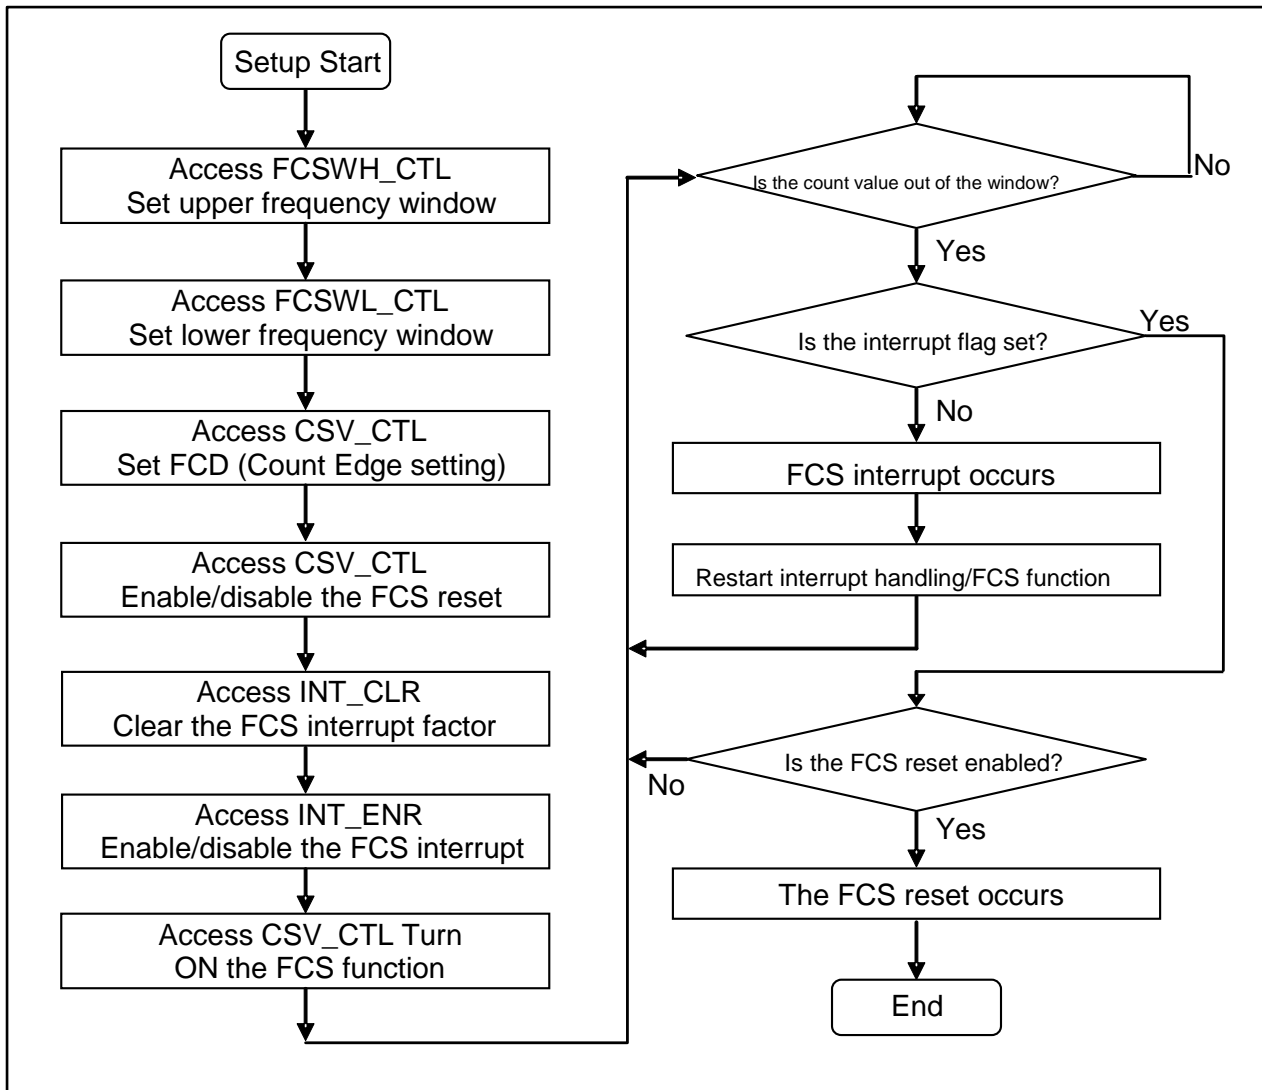 Setup Start
Access FCSWH_CTL
Set upper frequency window
Access FCSWL_CTL
Set lower frequency window
Access CSV_CTL
Set FCD (Count Edge setting)
Access CSV_CTL
Enable/disable the FCS reset
Access INT_CLR
Clear the FCS interrupt factor
Access INT_ENR
Enable/disable the FCS interrupt
Access CSV_CTL Turn
ON the FCS function
Is the count value out of the window?
No
Yes
Is the interrupt flag set?
Yes
No
FCS interrupt occurs
Restart interrupt handling/FCS function
Is the FCS reset enabled?
No
Yes
The FCS reset occurs
End